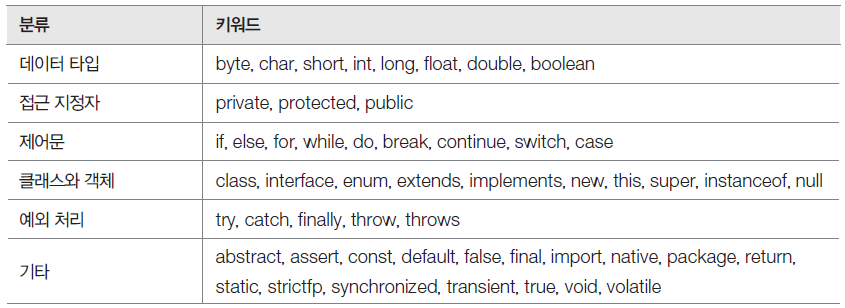 분류 키워드
데이터 타입 byte, char, short, int, long, float, double, boolean
접근 지정자 private, protected, public
제어문 if, else, for, while, do, break, continue, switch, case
클래스와 객체 class, interface, enum, extends, implements, new, this, super, instanceof, null
예외 처리 try, catch, finally, throw, throws
기타 abstract, assert, const, default, false, final, import, native, package, return,
static, strictfp, synchronized, transient, true, void, volatile